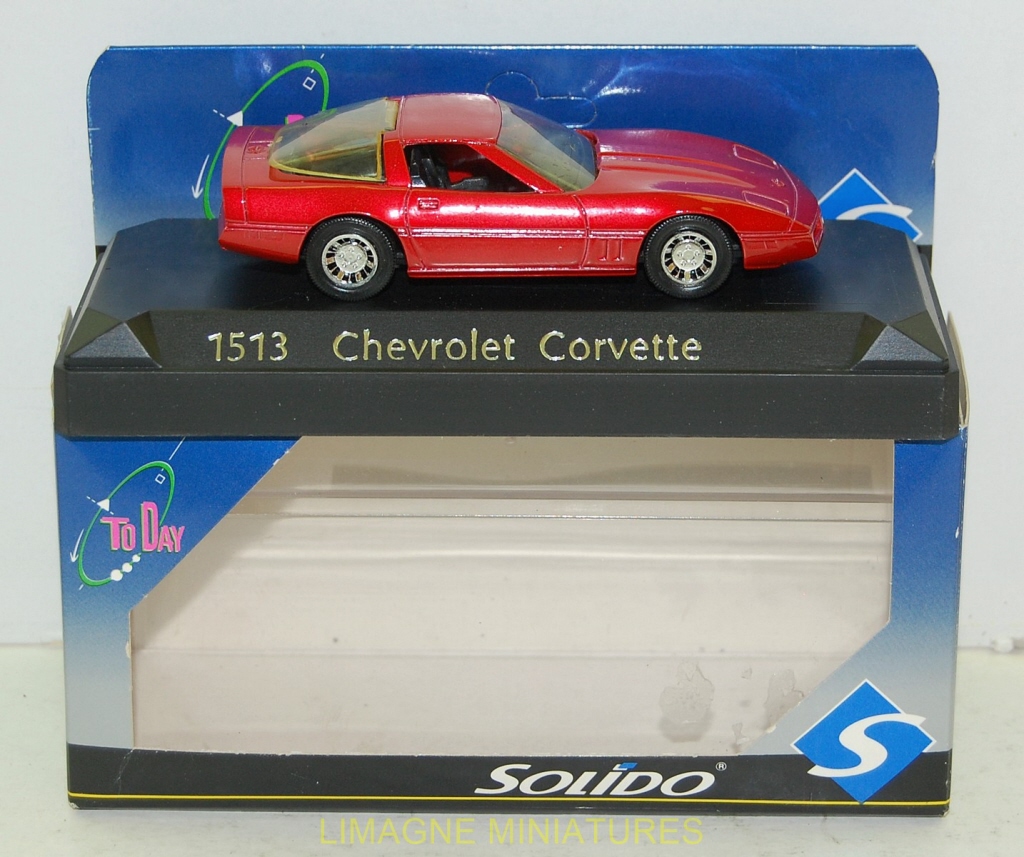 1513 Chevrolet Corvette
TO DAY
SOLIDO®
S
LIMAGNE MINIATURES